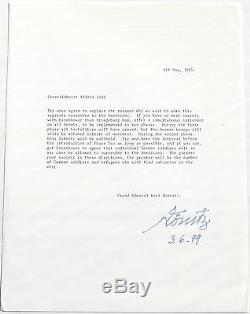 6th May, 1945.
Generaloberst Alfred Jodl
Try once again to explain the reasons why we wish to make this
separate surrender to the Americans. If you have no more success
with Eisenhower than Friedeburg had, offer a simultaneous surrender
on all fronts, to be implemented in two phases. During the first
phase all hostilities will have ceased, but the German troops will
still be allowed liberty of movement. During the second phase
this liberty will be withheld. Try and make the period before
the introduction of Phase Two as long as possible, and if you can,
get Eisenhower to agree that individual German soldiers will in
any case be allowed to surrender to the Americans. The greater
your success in these directions, the greater will be the number
of German soldiers and refugees who will find salvation in the
west.
Grand Admiral Karl Doenitz.
Dönitz